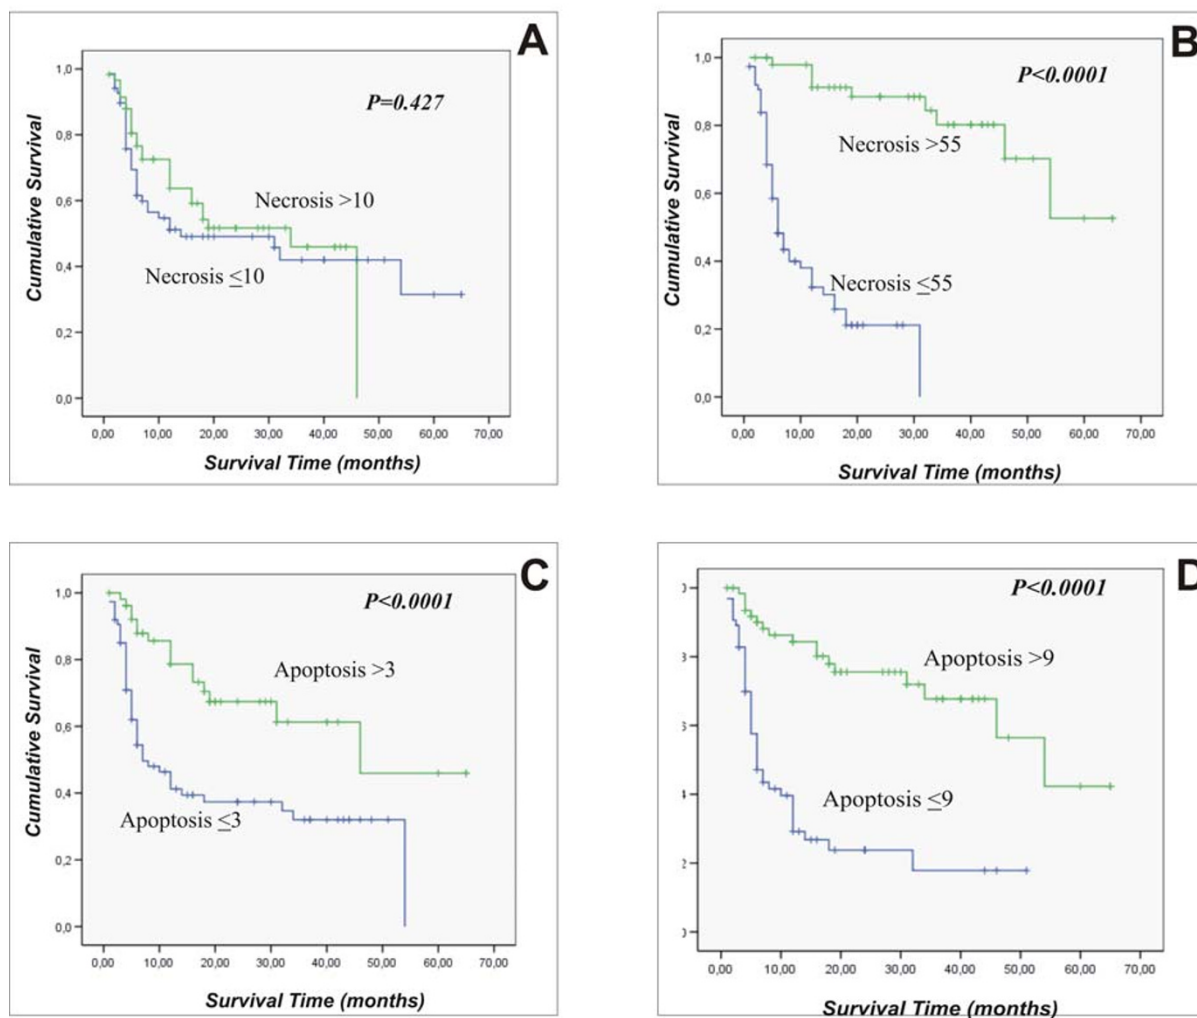 A
P=0.427
1,0
0,8
0,6
0,4
0,2
0,0
Cumulative Survival
Necrosis >10
Necrosis ≤10
0,00 10,00 20,00 30,00 40,00 50,00 60,00 70,00
Survival Time (months)
B
P<0.0001
1,0
0,8
0,6
0,4
0,2
0,0
Cumulative Survival
Necrosis >55
Necrosis ≤55
0,00 10,00 20,00 30,00 40,00 50,00 60,00 70,00
Survival Time (months)
C
P<0.0001
1,0
0,8
0,6
0,4
0,2
0,0
Cumulative Survival
Apoptosis >3
Apoptosis ≤3
0,00 10,00 20,00 30,00 40,00 50,00 60,00 70,00
Survival Time (months)
D
P<0.0001
0
8
6
4
2
0
Apoptosis >9
Apoptosis ≤9
0,00 10,00 20,00 30,00 40,00 50,00 60,00 70,00
Survival Time (months)